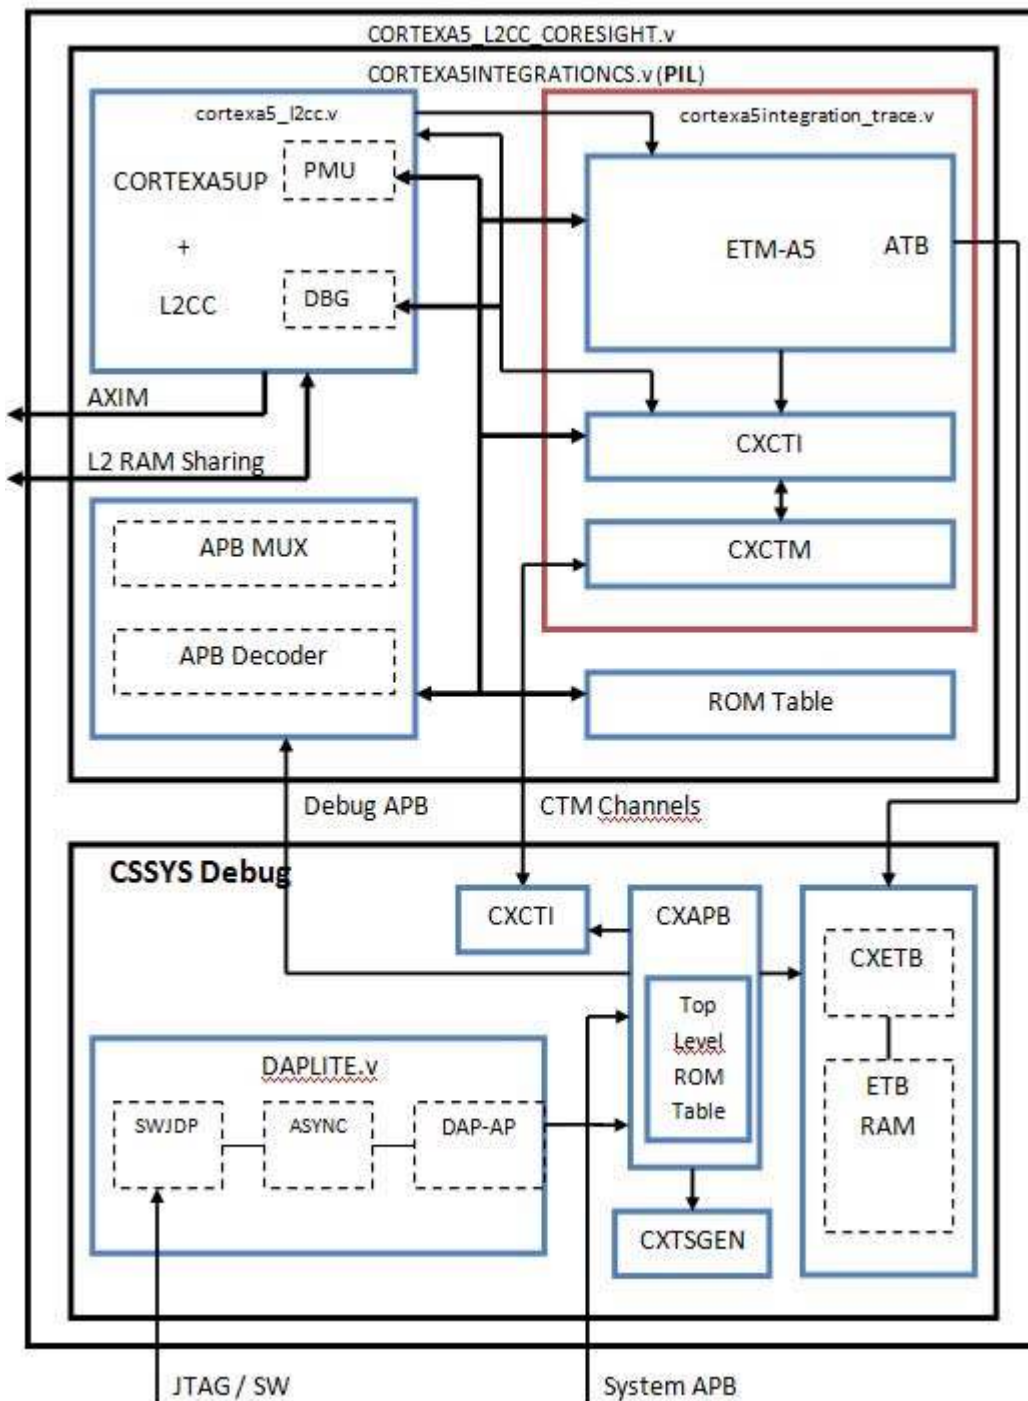 CORTEXA5_L2CC_CORESIGHT.v
CORTEXA5INTEGRATIONCS.v (PIL)
cortexa5_l2cc.v
CORTEXA5UP
+
L2CC
PMU
DBG
cortexa5integration_trace.v
ETM-A5
ATB
CXCTI
CXCTM
AXIM
L2 RAM Sharing
APB MUX
APB Decoder
ROM Table
Debug APB
CTM Channels
CSSYS Debug
CXCTI
CXAPB
Top
Level
ROM
Table
CXETB
ETB
RAM
DAPLITE.v
SWJDP
ASYNC
DAP-AP
CXTSGEN
JTAG / SW
System APB